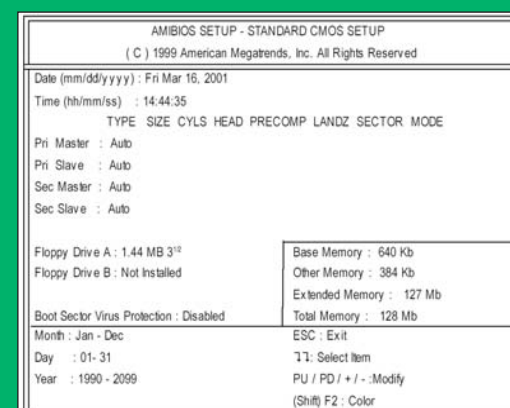 AMIBIOS SETUP - STANDARD CMOS SETUP
( C ) 1999 American Megatrends, Inc. All Rights Reserved
Date (mm/dd/yyyy) : Fri Mar 16, 2001
Time (hh/mm/ss) : 14:44:35
TYPE SIZE CYLS HEAD PRECOMP LANDZ SECTOR MODE
Pri Master : Auto
Pri Slave : Auto
Sec Master : Auto
Sec Slave : Auto
Floppy Drive A : 1.44 MB 3¹/²
Floppy Drive B : Not Installed
Boot Sector Virus Protection : Disabled
Base Memory : 640 Kb
Other Memory : 384 Kb
Extended Memory : 127 Mb
Total Memory : 128 Mb
Month : Jan - Dec
Day : 01- 31
Year : 1990 - 2099
ESC : Exit
: Select Item
PU / PD / + / - :Modify
(Shift) F2 : Color